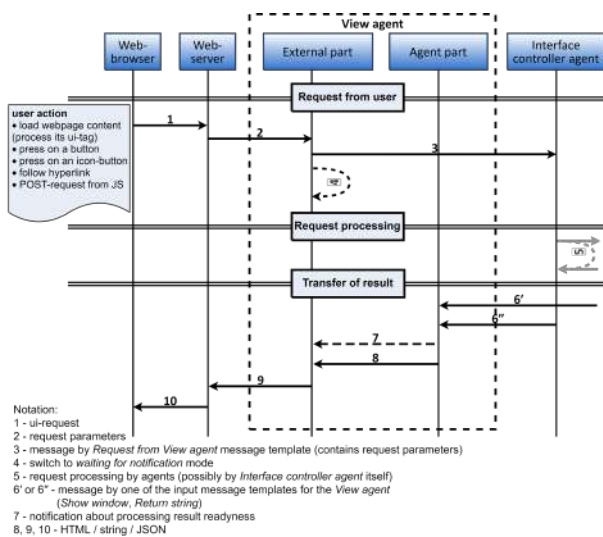 View agent
Web-
browser
Web-
server
External part
Agent part
Interface
controller agent
Request from user
user action
• load webpage content
(process its ui-tag)
• press on a button
• press on an icon-button
• follow hyperlink
• POST-request from JS
1
2
3
4
Request processing
5
Transfer of result
6'
6"
7
8
9
10
Notation:
1 - ui-request
2 - request parameters
3 - message by Request from View agent message template (contains request parameters)
4 - switch to waiting for notification mode
5 - request processing by agents (possibly by Interface controller agent itself)
6' or 6" - message by one of the input message templates for the View agent
(Show window, Return string)
7 - notification about processing result readyness
8, 9, 10 - HTML / string / JSON